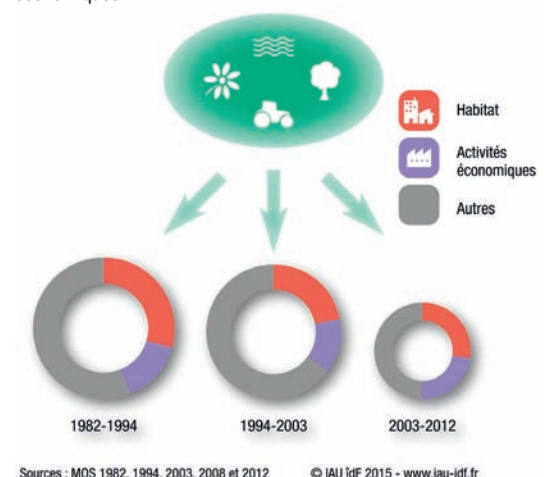 Habitat
Activités
économiques
Autres
1982-1994
1994-2003
2003-2012
Sources : MOS 1982, 1994, 2003, 2008 et 2012 © IAU îdF 2015 - www.iau-idf.fr